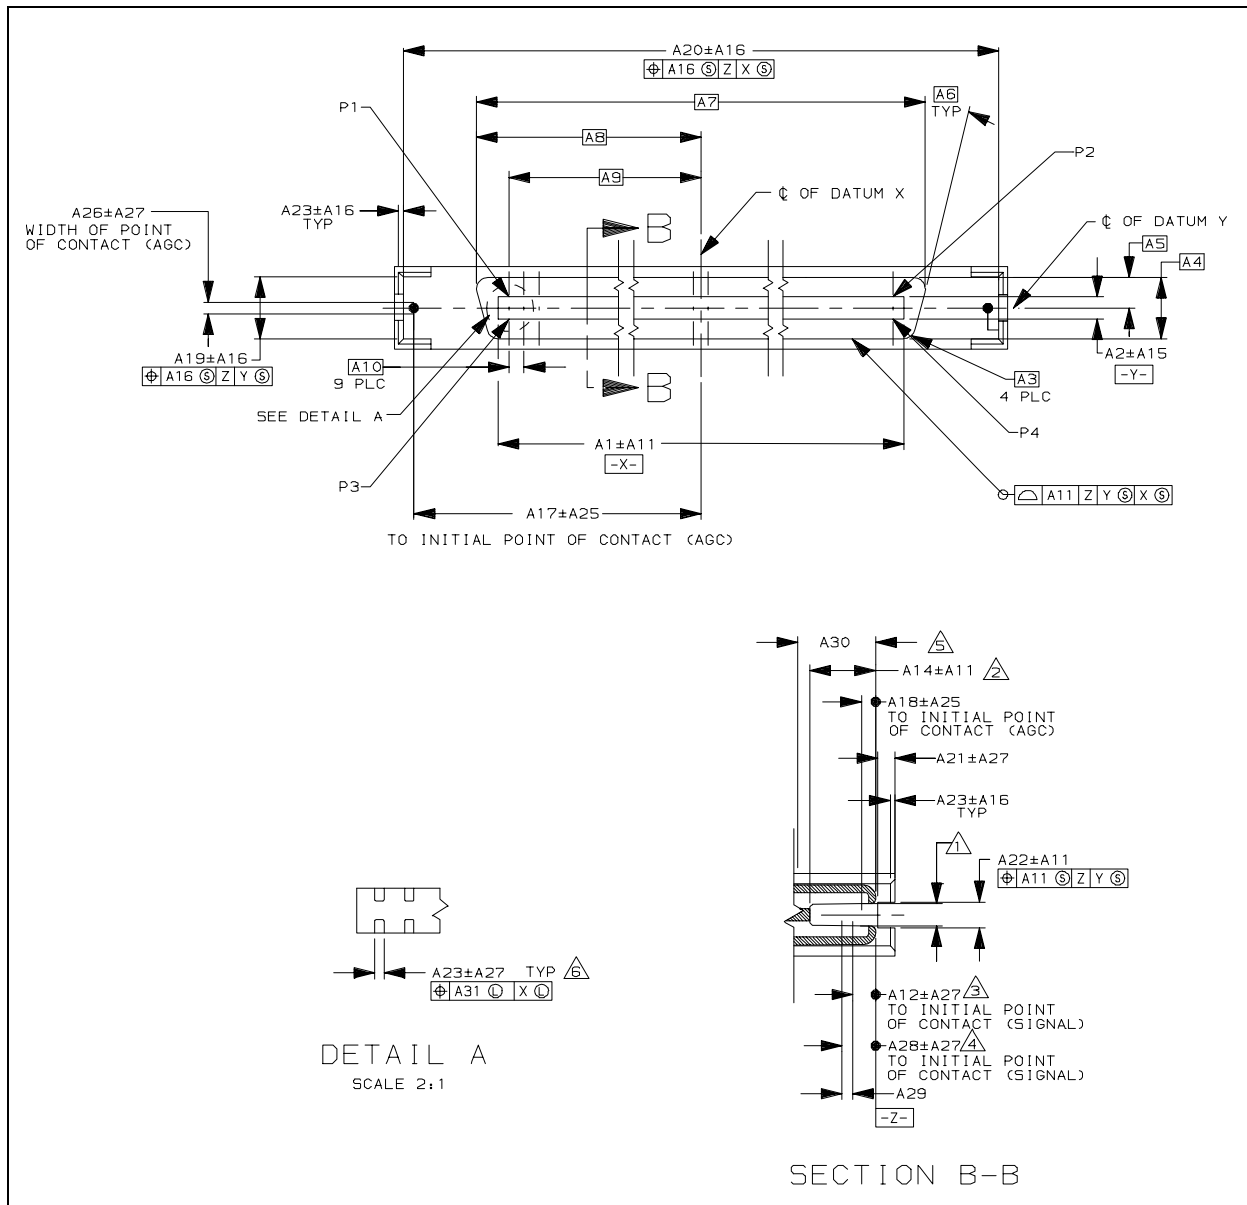 A20±A16
⌖ A16 Ⓢ Z X Ⓢ
A7
A6
TYP
P1
A8
P2
A9
℄ OF DATUM X
A26±A27
WIDTH OF POINT
OF CONTACT (AGC)
A23±A16
TYP
B
℄ OF DATUM Y
A5
A4
A19±A16
⌖ A16 Ⓢ Z Y Ⓢ
A10
9 PLC
B
A2±A15
-Y-
A3
4 PLC
SEE DETAIL A
P4
A1±A11
-X-
P3
⌓ A11 Z Y Ⓢ X Ⓢ
A17±A25
TO INITIAL POINT OF CONTACT (AGC)
A30
5
A14±A11 2
A18±A25
TO INITIAL POINT
OF CONTACT (AGC)
A21±A27
A23±A16
TYP
1
A22±A11
⌖ A11 Ⓢ Z Y Ⓢ
A23±A27 TYP 6
⌖ A31 Ⓛ X Ⓛ
A12±A27 3
TO INITIAL POINT
OF CONTACT (SIGNAL)
A28±A27 4
TO INITIAL POINT
OF CONTACT (SIGNAL)
A29
-Z-
DETAIL A
SCALE 2:1
SECTION B-B